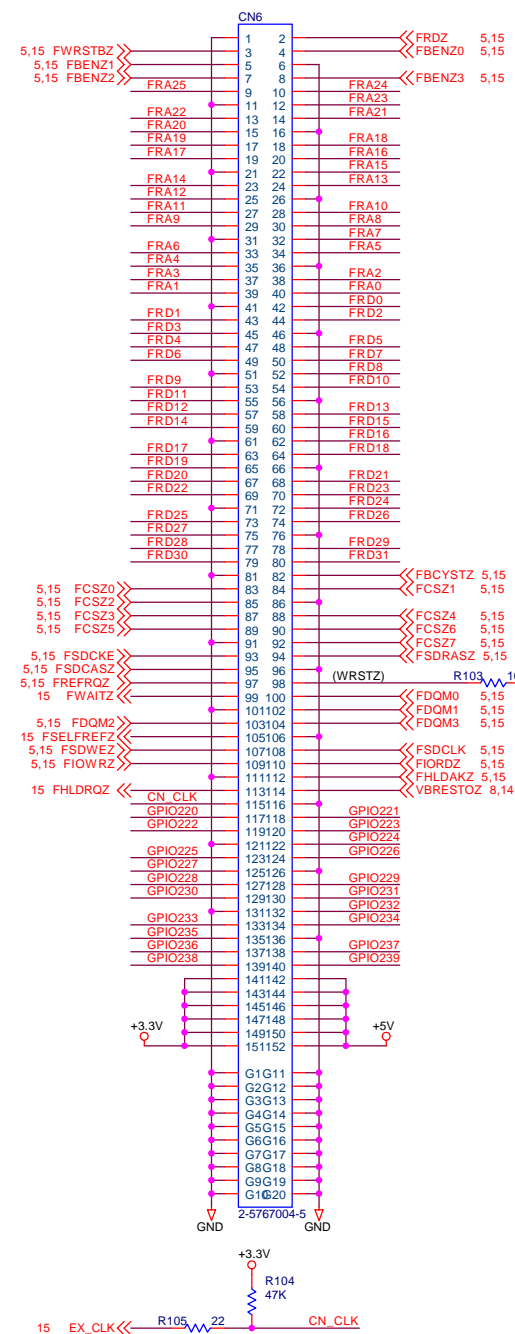 CN6
1 2 FRDZ 5,15
5,15 FWRSTBZ 3 4 FBENZ0 5,15
5,15 FBENZ1 5 6
5,15 FBENZ2 7 8 FBENZ3 5,15
FRA25 9 10 FRA24
11 12 FRA23
FRA22 13 14 FRA21
FRA20 15 16
FRA19 17 18 FRA18
FRA17 19 20 FRA16
21 22 FRA15
FRA14 23 24 FRA13
FRA12 25 26
FRA11 27 28 FRA10
FRA9 29 30 FRA8
31 32 FRA7
FRA6 33 34 FRA5
FRA4 35 36
FRA3 37 38 FRA2
FRA1 39 40 FRA0
41 42 FRD0
FRD1 43 44 FRD2
FRD3 45 46
FRD4 47 48 FRD5
FRD6 49 50 FRD7
51 52 FRD8
FRD9 53 54 FRD10
FRD11 55 56
FRD12 57 58 FRD13
FRD14 59 60 FRD15
61 62 FRD16
FRD17 63 64 FRD18
FRD19 65 66
FRD20 67 68 FRD21
FRD22 69 70 FRD23
71 72 FRD24
FRD25 73 74 FRD26
FRD27 75 76
FRD28 77 78 FRD29
FRD30 79 80 FRD31
81 82 FBCYSTZ 5,15
5,15 FCSZ0 83 84 FCSZ1 5,15
5,15 FCSZ2 85 86
5,15 FCSZ3 87 88 FCSZ4 5,15
5,15 FCSZ5 89 90 FCSZ6 5,15
91 92 FCSZ7 5,15
5,15 FSDCKE 93 94 FSDRASZ 5,15
5,15 FSDCASZ 95 96
5,15 FREFRQZ 97 98 (WRSTZ) R103
15 FWAITZ 99 100 FDQM0 5,15
101 102 FDQM1 5,15
5,15 FDQM2 103 104 FDQM3 5,15
15 FSELFREFZ 105 106
5,15 FSDWEZ 107 108 FSDCLK 5,15
5,15 FIOWRZ 109 110 FIORDZ 5,15
111 112 FHLDAKZ 5,15
15 FHLDRQZ 113 114 VBRESTOZ 8,14
CN_CLK 115 116
GPIO220 117 118 GPIO221
GPIO222 119 120 GPIO223
121 122 GPIO224
GPIO225 123 124 GPIO226
GPIO227 125 126
GPIO228 127 128 GPIO229
GPIO230 129 130 GPIO231
131 132 GPIO232
GPIO233 133 134 GPIO234
GPIO235 135 136
GPIO236 137 138 GPIO237
GPIO238 139 140 GPIO239
141 142
143 144
145 146
147 148
149 150
+3.3V 151 152 +5V
G1 G11
G2 G12
G3 G13
G4 G14
G5 G15
G6 G16
G7 G17
G8 G18
G9 G19
G10 G20
2-5767004-5
GND GND
+3.3V
R104
47K
15 EX_CLK R105 22 CN_CLK